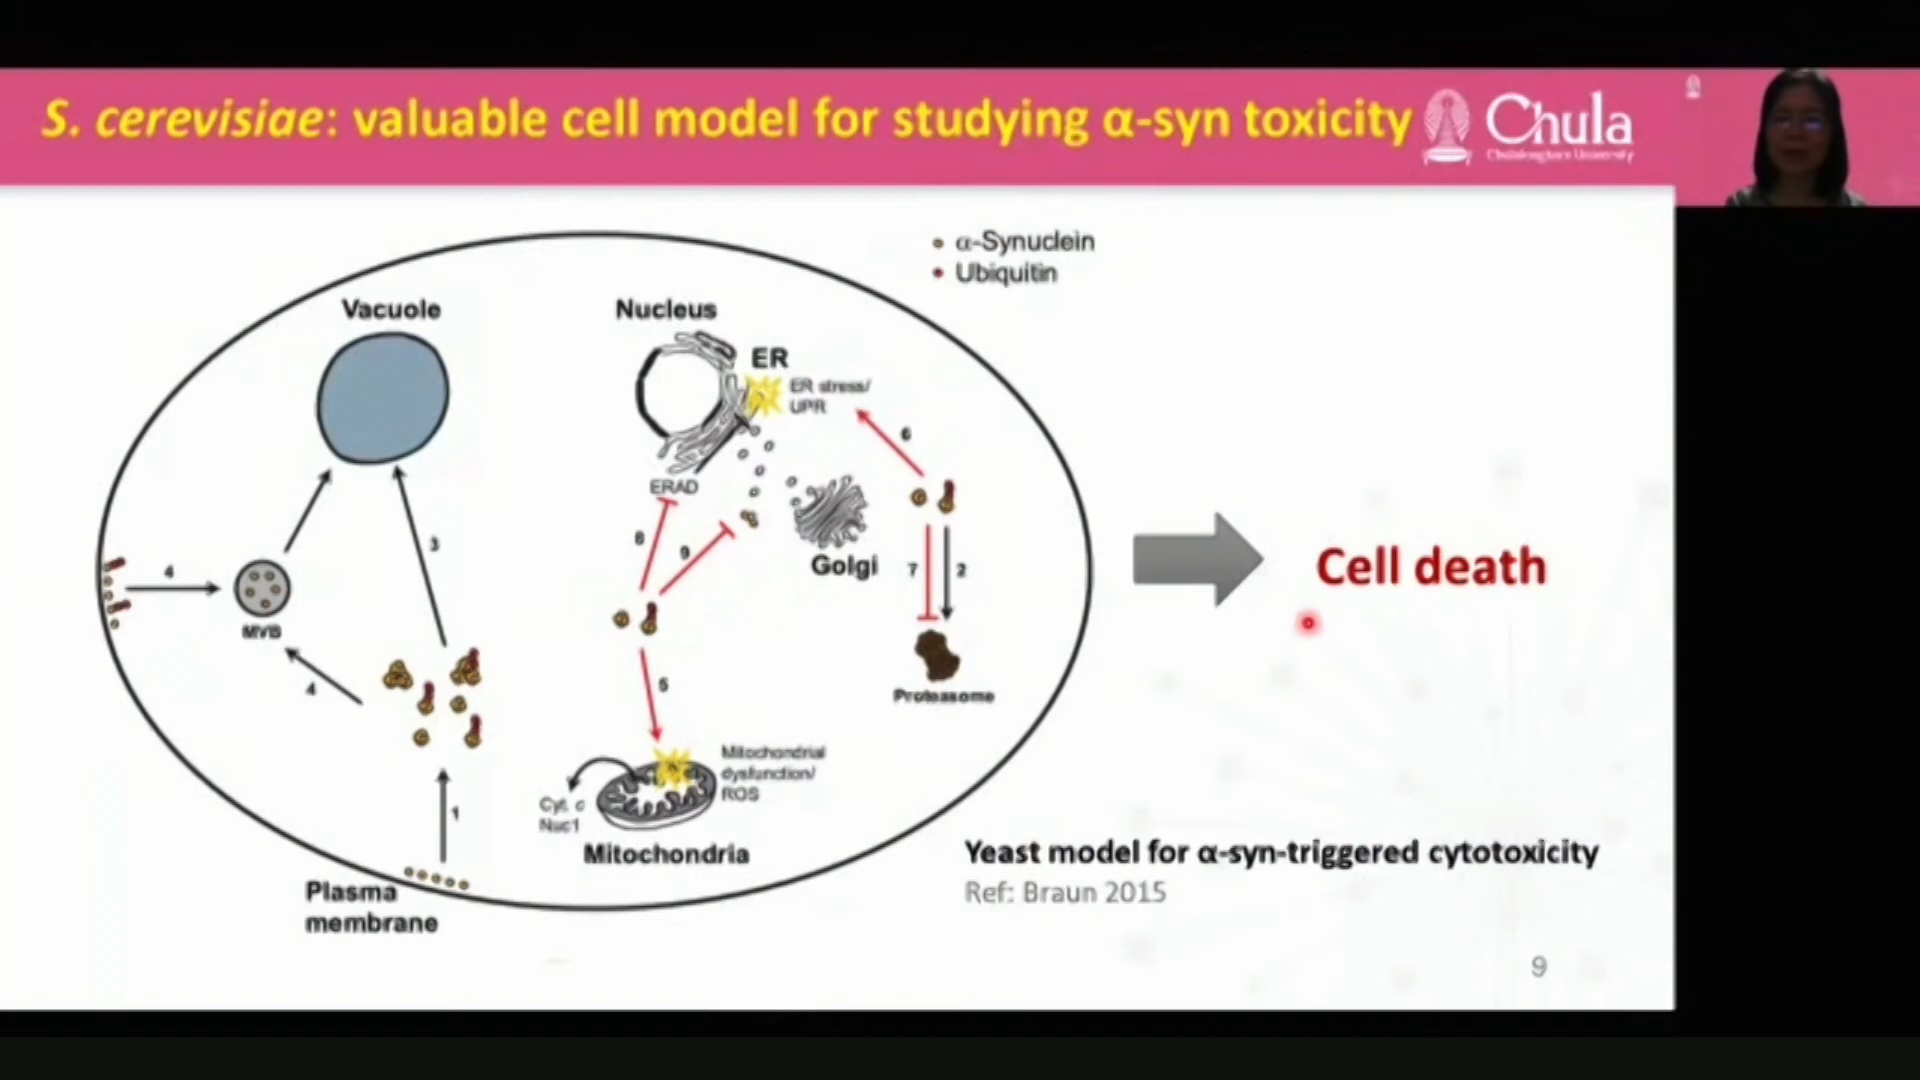 S. cerevisiae: valuable cell model for studying α-syn toxicity
Chula
Chulalongkorn University
α-Synuclein
Ubiquitin
Vacuole
Nucleus
ER
ER stress/
UPR
6
ERAD
8
9
3
Golgi
7
2
4
MVB
4
Proteasome
5
Mitochondrial
dysfunction/
ROS
Cyt. c
Nuc1
Mitochondria
1
Plasma
membrane
Cell death
Yeast model for α-syn-triggered cytotoxicity
Ref: Braun 2015
9